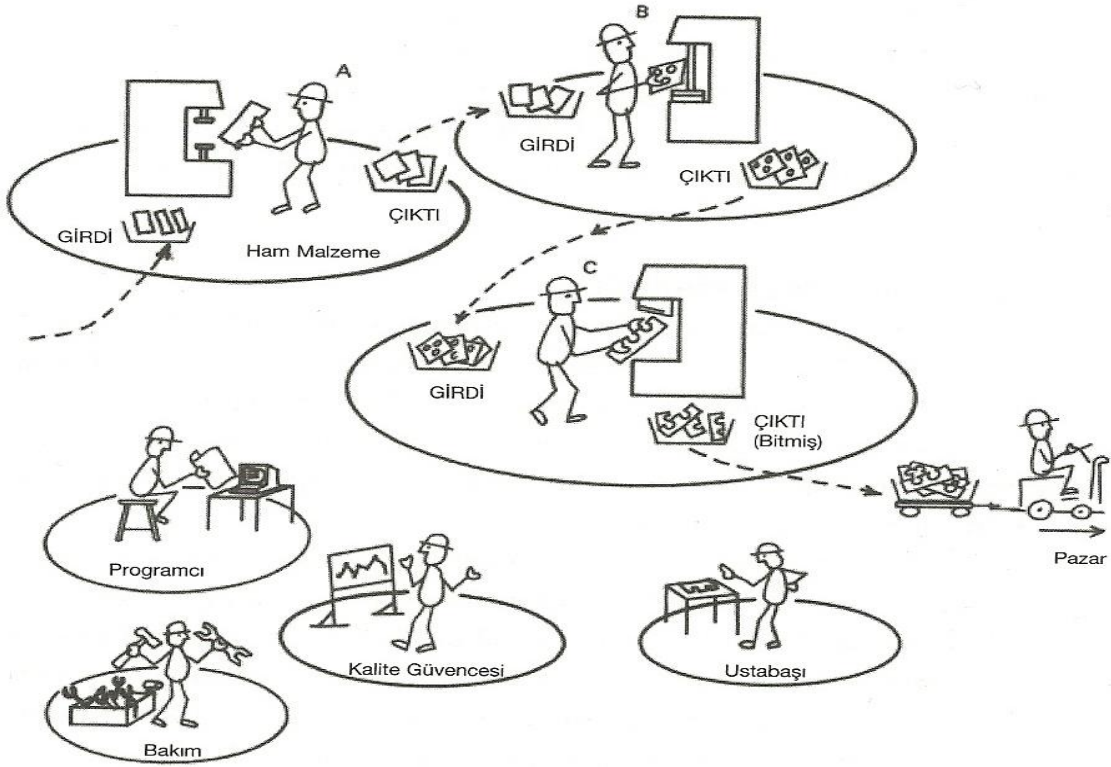 A
GİRDİ
Ham Malzeme
ÇIKTI
B
GİRDİ
ÇIKTI
C
GİRDİ
ÇIKTI
(Bitmiş)
Pazar
Programcı
Kalite Güvencesi
Ustabaşı
Bakım